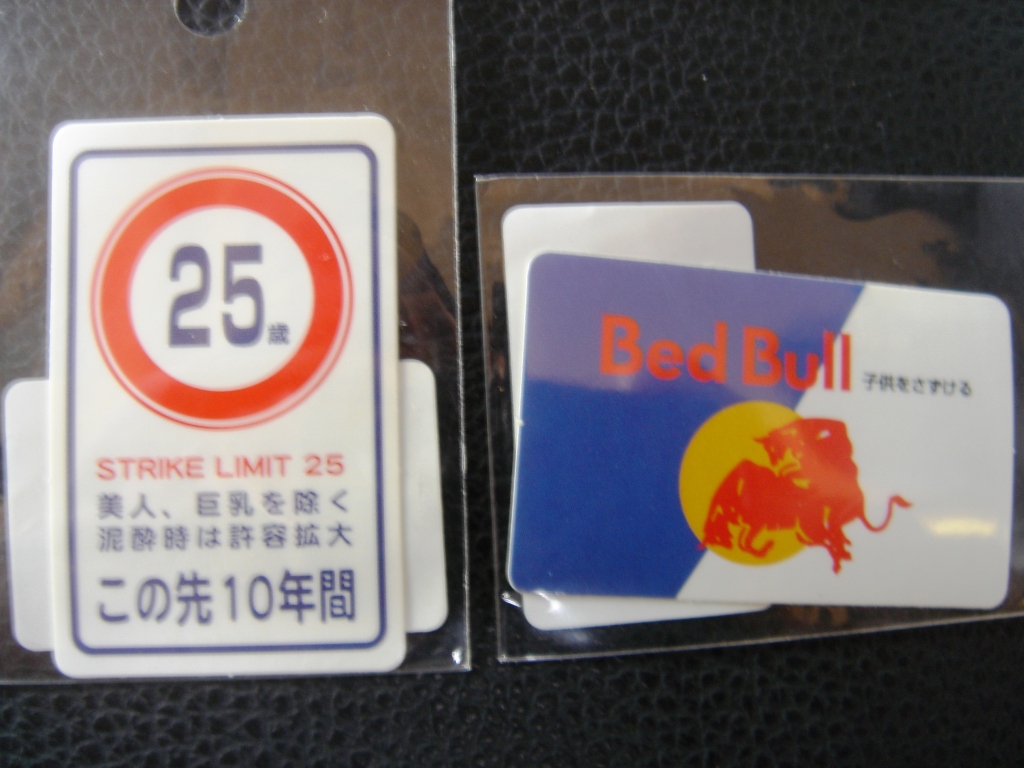 25歳
STRIKE LIMIT 25
美人、巨乳を除く
泥酔時は許容拡大
この先10年間
Bed Bull 子供をさずける